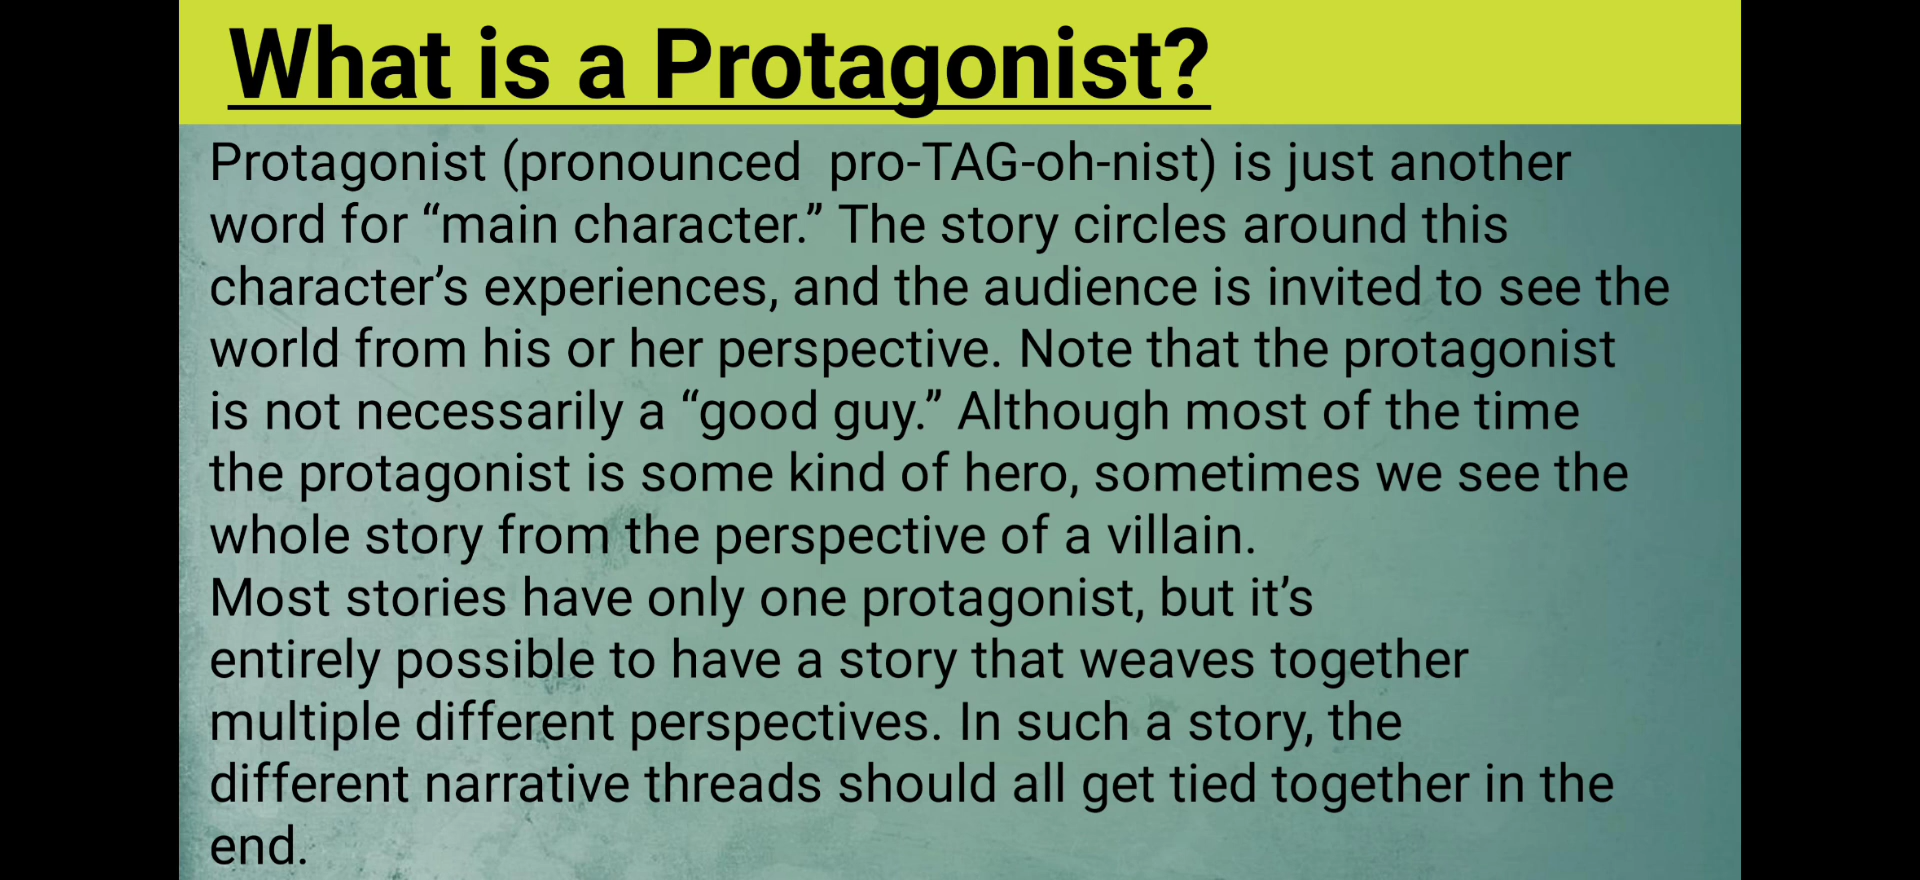 What is a Protagonist?
Protagonist (pronounced  pro-TAG-oh-nist) is just another
word for “main character.” The story circles around this
character’s experiences, and the audience is invited to see the
world from his or her perspective. Note that the protagonist
is not necessarily a “good guy.” Although most of the time
the protagonist is some kind of hero, sometimes we see the
whole story from the perspective of a villain.
Most stories have only one protagonist, but it’s
entirely possible to have a story that weaves together
multiple different perspectives. In such a story, the
different narrative threads should all get tied together in the
end.